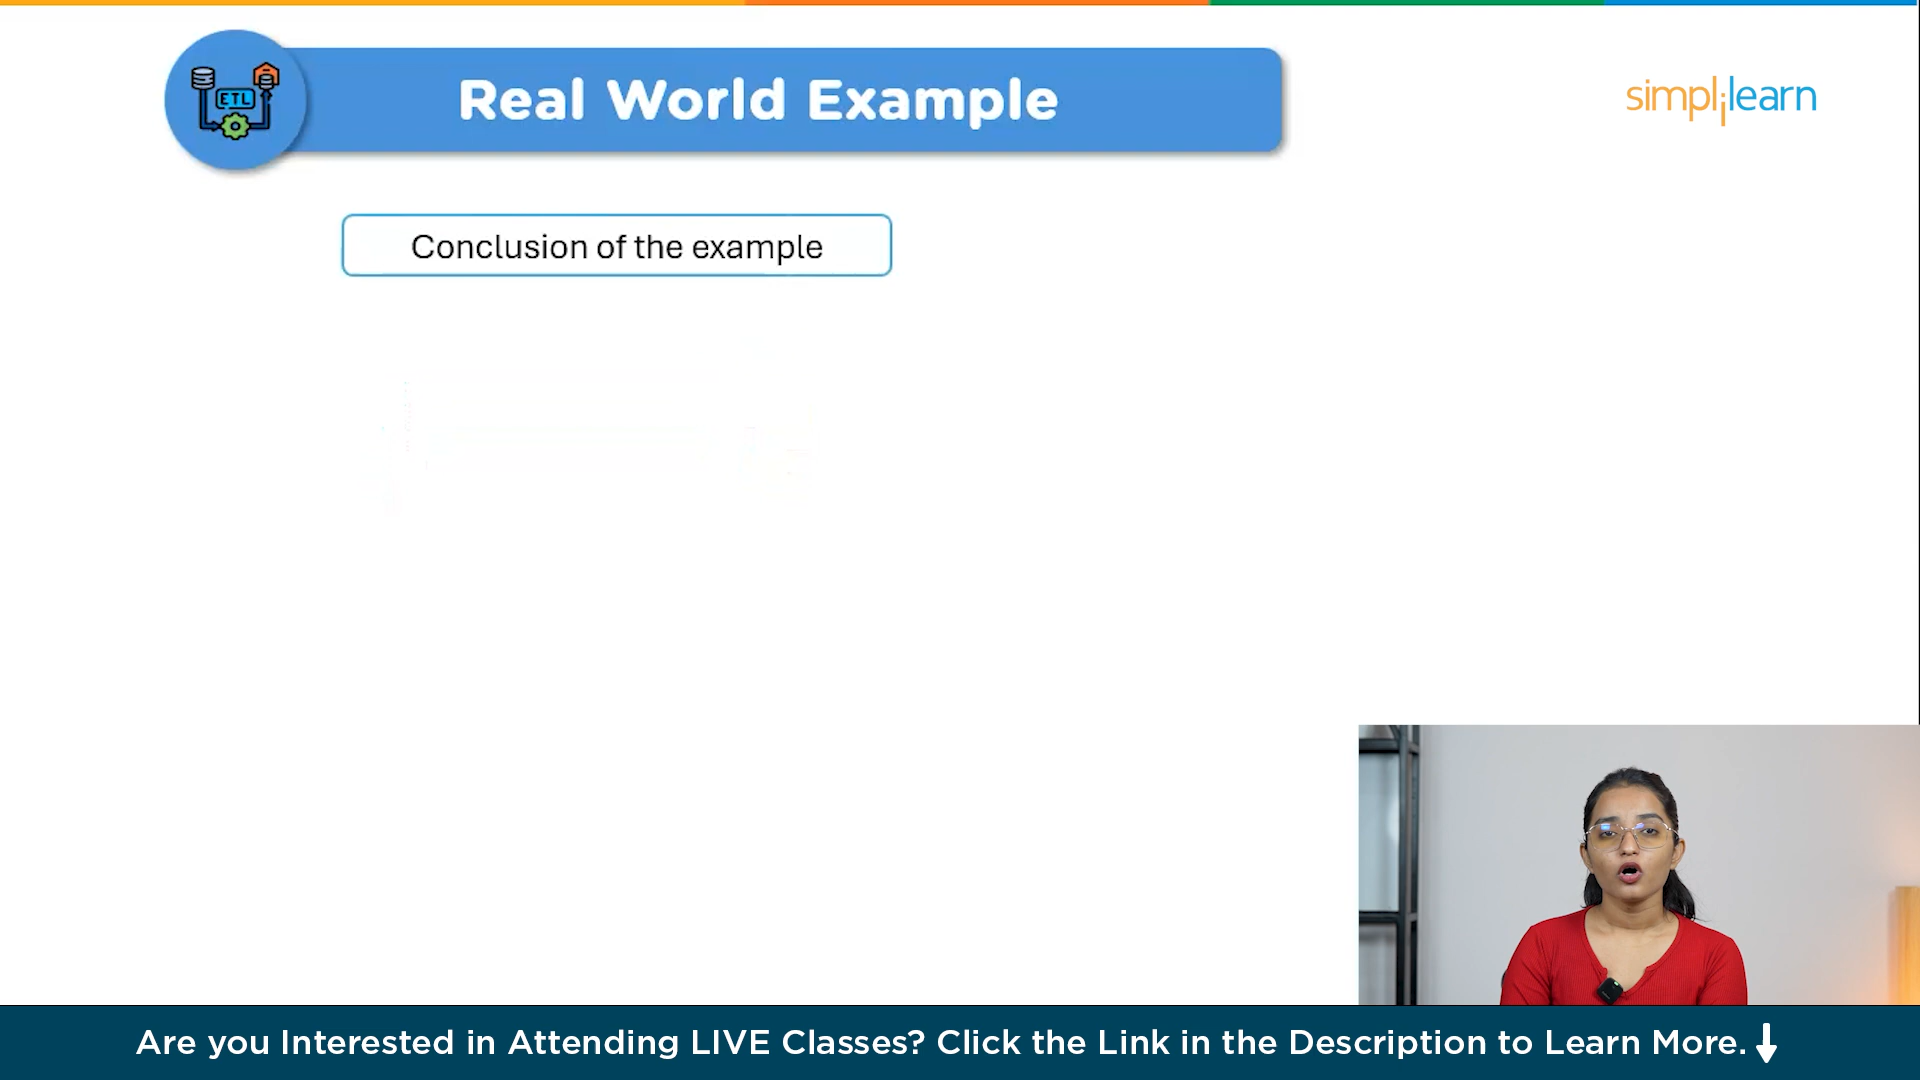 ETL
Real World Example
simplilearn
Conclusion of the example
Are you Interested in Attending LIVE Classes? Click the Link in the Description to Learn More.